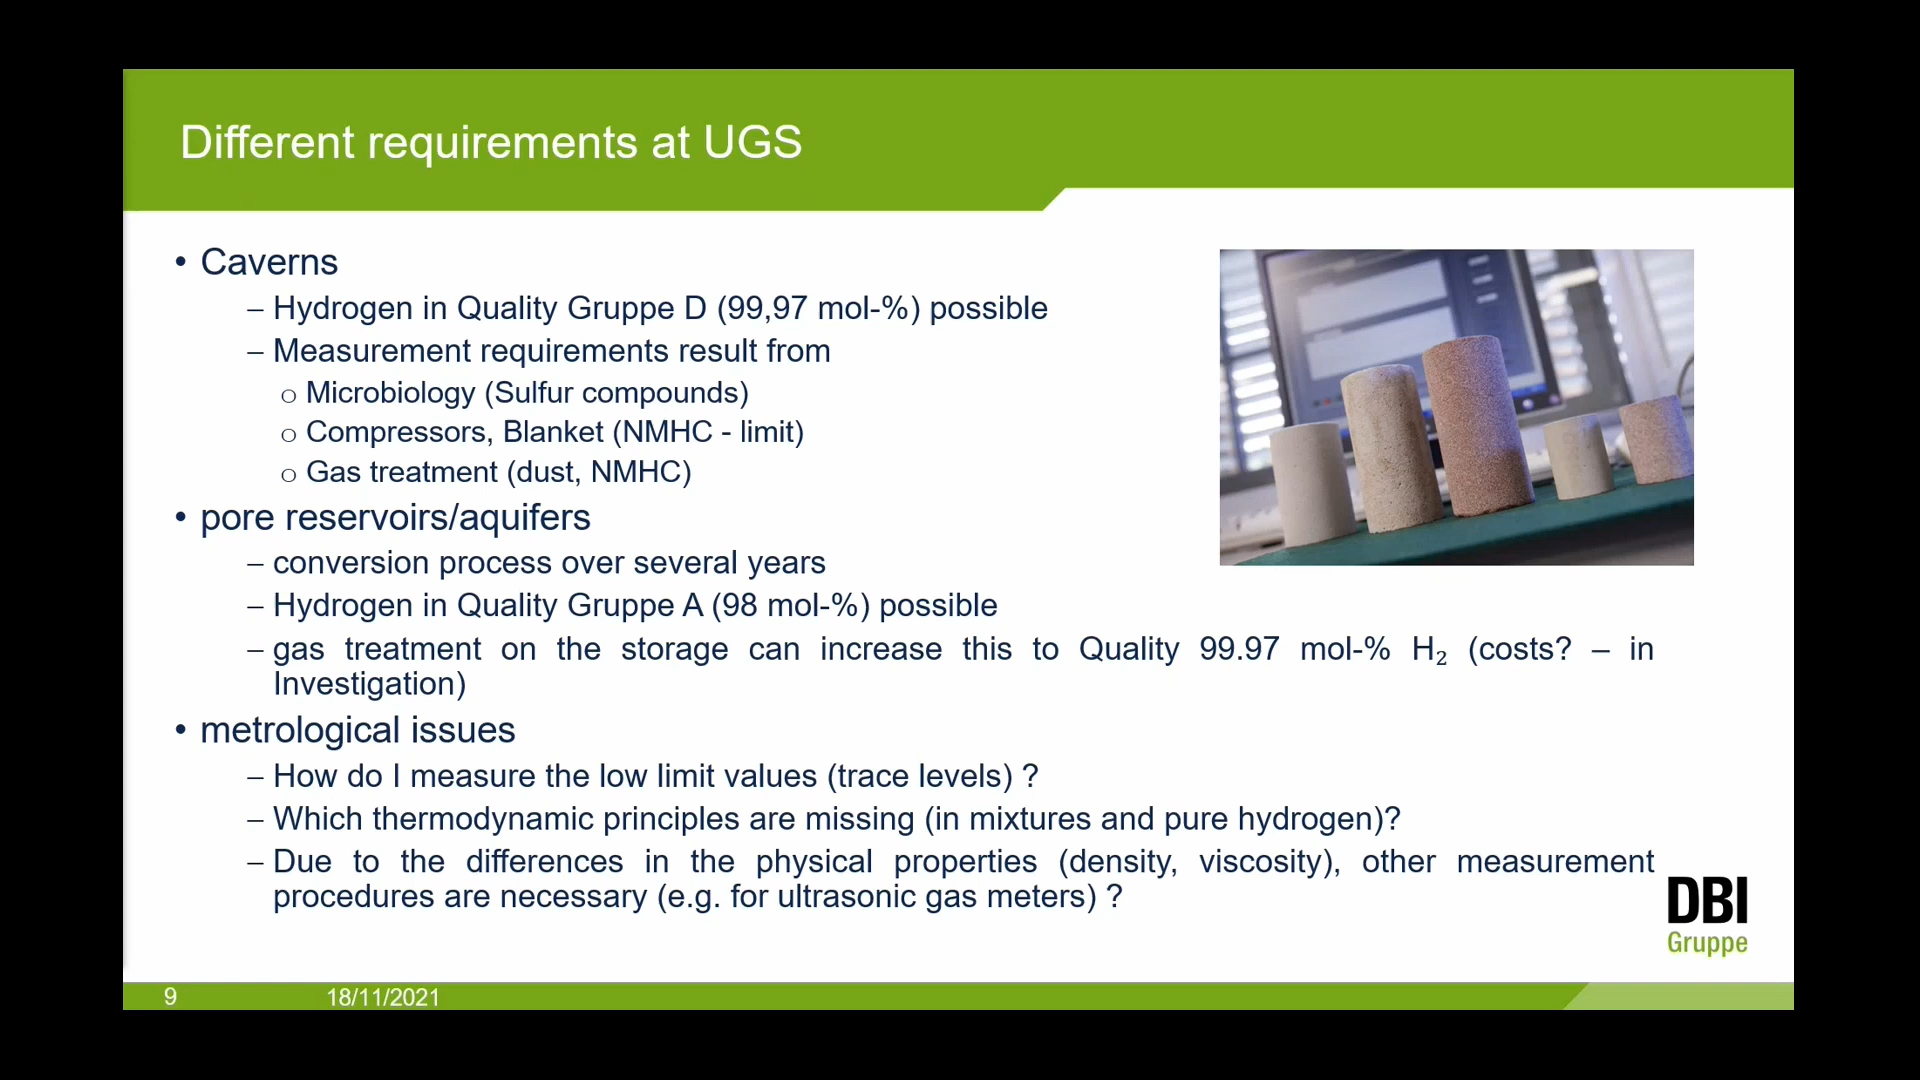 Different requirements at UGS
• Caverns
– Hydrogen in Quality Gruppe D (99,97 mol-%) possible
– Measurement requirements result from
o Microbiology (Sulfur compounds)
o Compressors, Blanket (NMHC - limit)
o Gas treatment (dust, NMHC)
• pore reservoirs/aquifers
– conversion process over several years
– Hydrogen in Quality Gruppe A (98 mol-%) possible
– gas treatment on the storage can increase this to Quality 99.97 mol-% H₂ (costs? – in
Investigation)
• metrological issues
– How do I measure the low limit values (trace levels) ?
– Which thermodynamic principles are missing (in mixtures and pure hydrogen)?
– Due to the differences in the physical properties (density, viscosity), other measurement
procedures are necessary (e.g. for ultrasonic gas meters) ?
DBI
Gruppe
9 18/11/2021